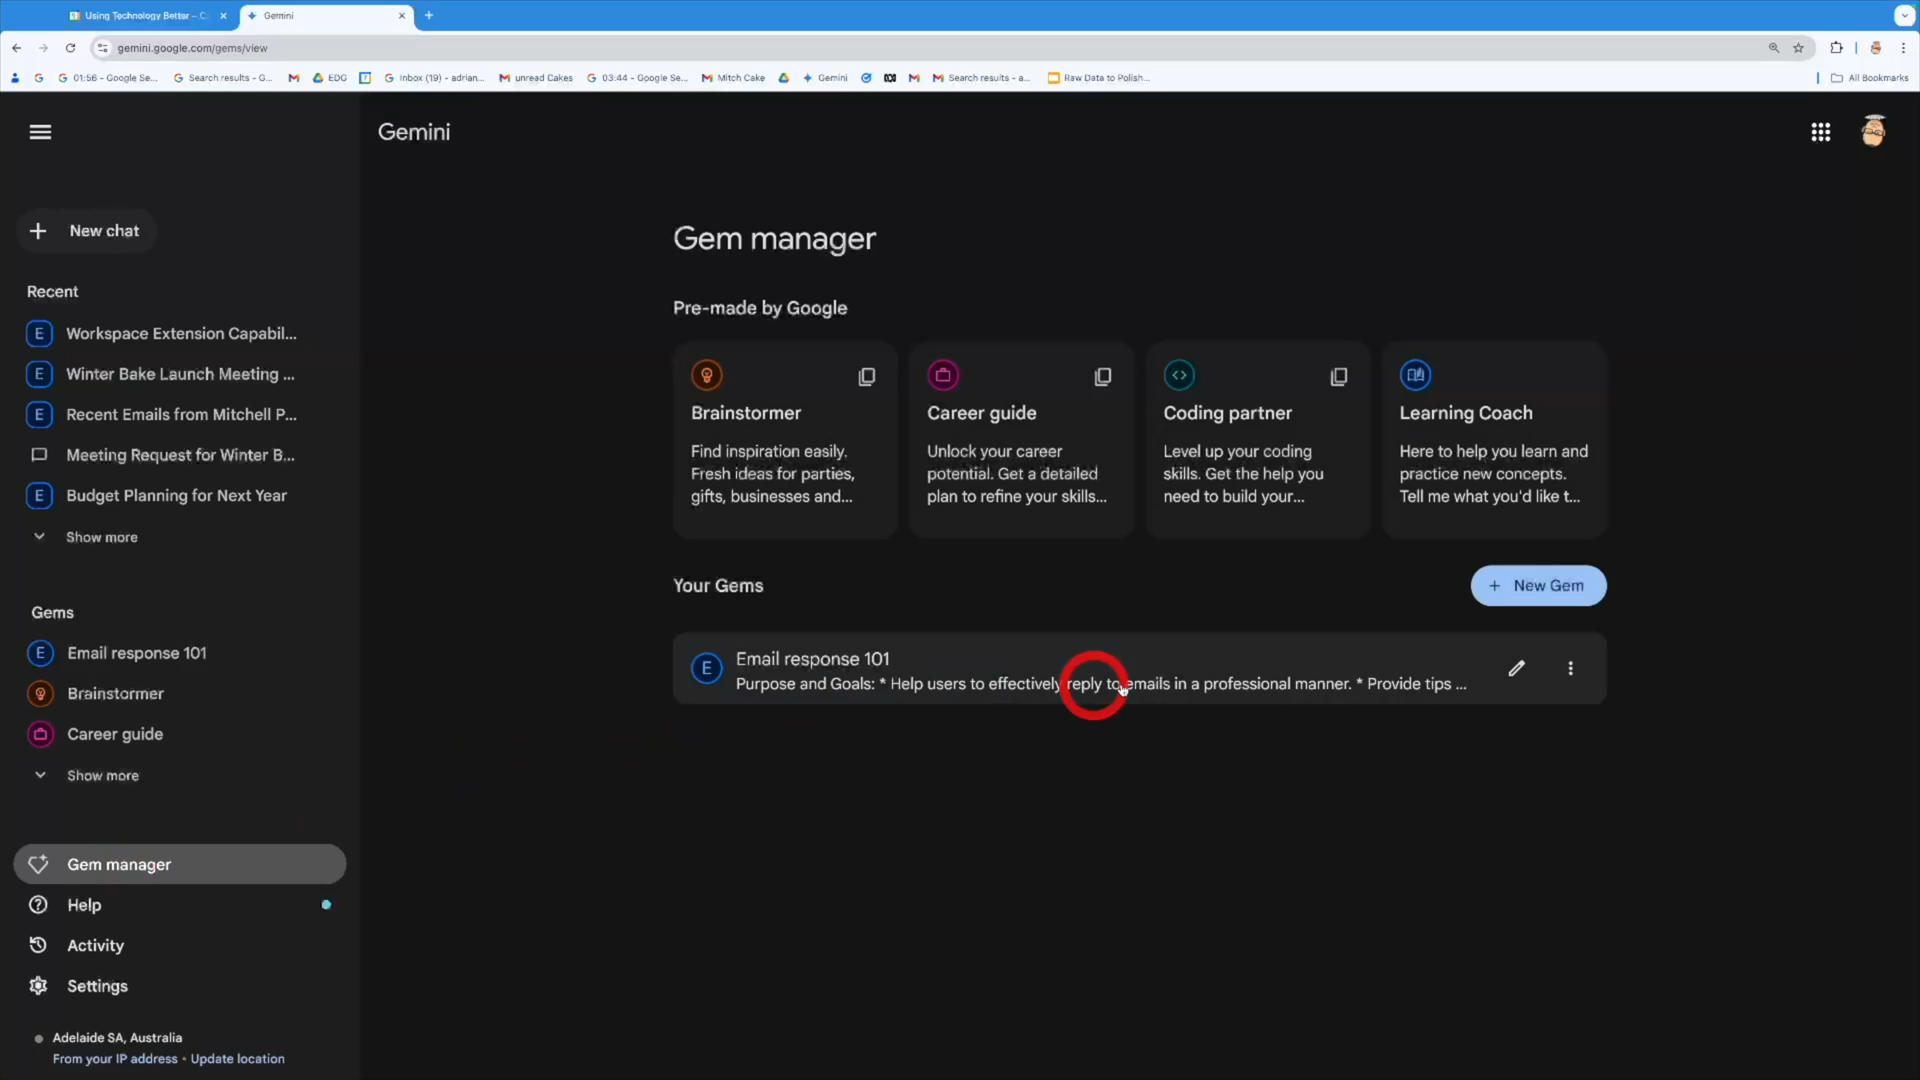 Using Technology Better - C
Gemini
gemini.google.com/gems/view
01:56 - Google Se...
Search results - G...
EDG
Inbox (19) - adrian...
unread Cakes
03:44 - Google Se...
Mitch Cake
Gemini
Search results - a...
Raw Data to Polish...
All Bookmarks
Gemini
New chat
Recent
E Workspace Extension Capabil...
E Winter Bake Launch Meeting ...
E Recent Emails from Mitchell P...
Meeting Request for Winter B...
E Budget Planning for Next Year
Show more
Gems
E Email response 101
Brainstormer
Career guide
Show more
Gem manager
Help
Activity
Settings
Adelaide SA, Australia
From your IP address • Update location
Gem manager
Pre-made by Google
Brainstormer
Find inspiration easily.
Fresh ideas for parties,
gifts, businesses and...
Career guide
Unlock your career
potential. Get a detailed
plan to refine your skills...
Coding partner
Level up your coding
skills. Get the help you
need to build your...
Learning Coach
Here to help you learn and
practice new concepts.
Tell me what you'd like t...
Your Gems
+ New Gem
E
Email response 101
Purpose and Goals: * Help users to effectively reply to emails in a professional manner. * Provide tips ...